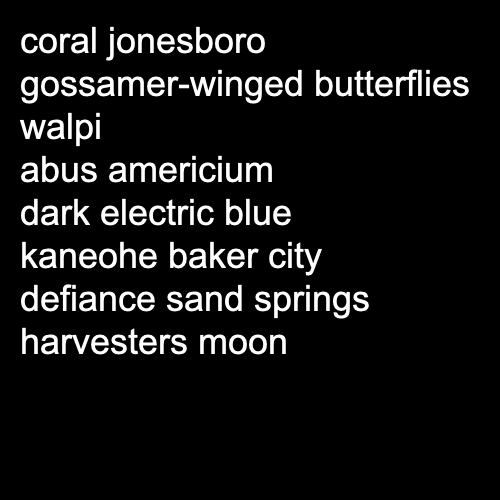 coral jonesboro
gossamer-winged butterflies
walpi
abus americium
dark electric blue
kaneohe baker city
defiance sand springs
harvesters moon